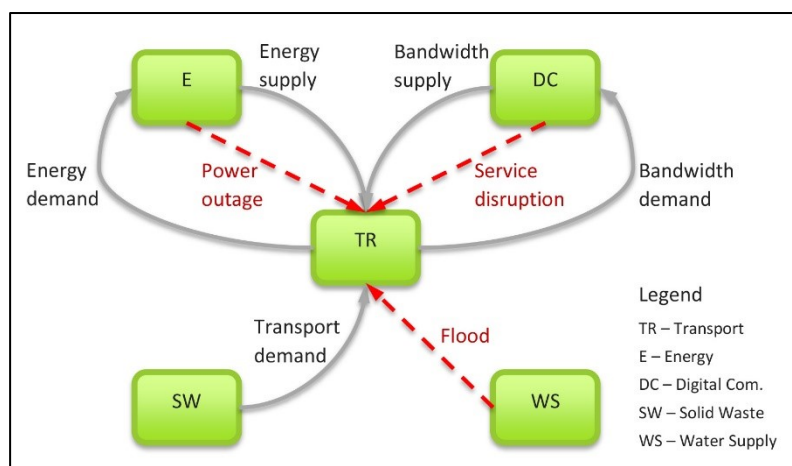 Energy
supply
Bandwidth
supply
E
DC
Energy
demand
Power
outage
Service
disruption
Bandwidth
demand
TR
Transport
demand
Flood
SW
WS
Legend
TR – Transport
E – Energy
DC – Digital Com.
SW – Solid Waste
WS – Water Supply